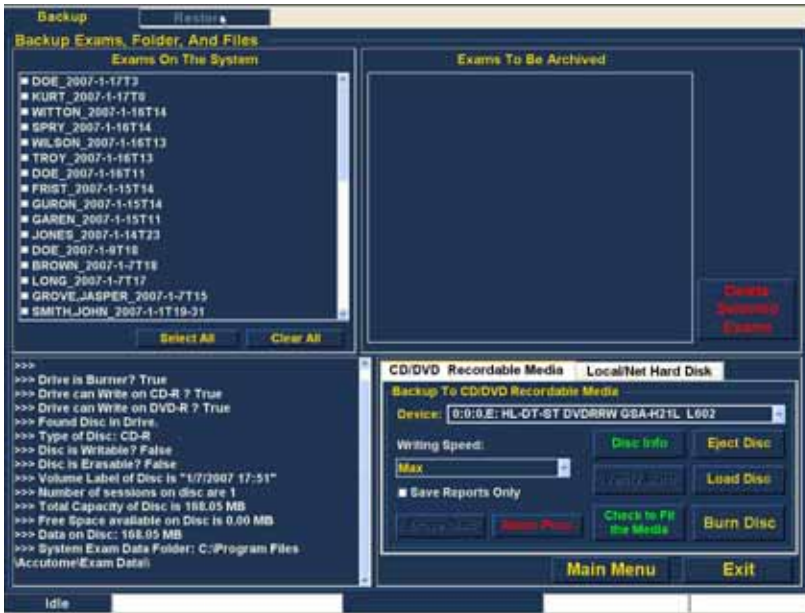 Backup
Restore
Backup Exams, Folder, And Files
Exams On The System
DOE_2007-1-17T3
KURT_2007-1-17T0
WITTON_2007-1-16T14
SPRY_2007-1-16T14
WILSON_2007-1-16T13
TROY_2007-1-16T13
DOE_2007-1-16T11
FRIST_2007-1-15T14
GURON_2007-1-15T14
GAREN_2007-1-15T11
JONES_2007-1-14T23
DOE_2007-1-9T18
BROWN_2007-1-7T18
LONG_2007-1-7T17
GROVE,JASPER_2007-1-7T15
SMITH,JOHN_2007-1-1T19-31
Select All
Clear All
Exams To Be Archived
Delete
Selected
Exams
>>>
>>> Drive is Burner? True
>>> Drive can Write on CD-R ? True
>>> Drive can Write on DVD-R ? True
>>> Found Disc in Drive.
>>> Type of Disc: CD-R
>>> Disc is Writable? False
>>> Disc is Erasable? False
>>> Volume Label of Disc is "1/7/2007 17:51"
>>> Number of sessions on disc are 1
>>> Total Capacity of Disc is 168.05 MB
>>> Free Space available on Disc is 0.00 MB
>>> Data on Disc: 168.05 MB
>>> System Exam Data Folder: C:\Program Files
\Accutome\Exam Data\\
CD/DVD Recordable Media
Local/Net Hard Disk
Backup To CD/DVD Recordable Media
Device: 0:0:0,E: HL-DT-ST DVDRRW GSA-H21L L602
Writing Speed:
Disc Info
Eject Disc
Max
Load Disc
Save Reports Only
Check to Fit
the Media
Burn Disc
Main Menu
Exit
Idle